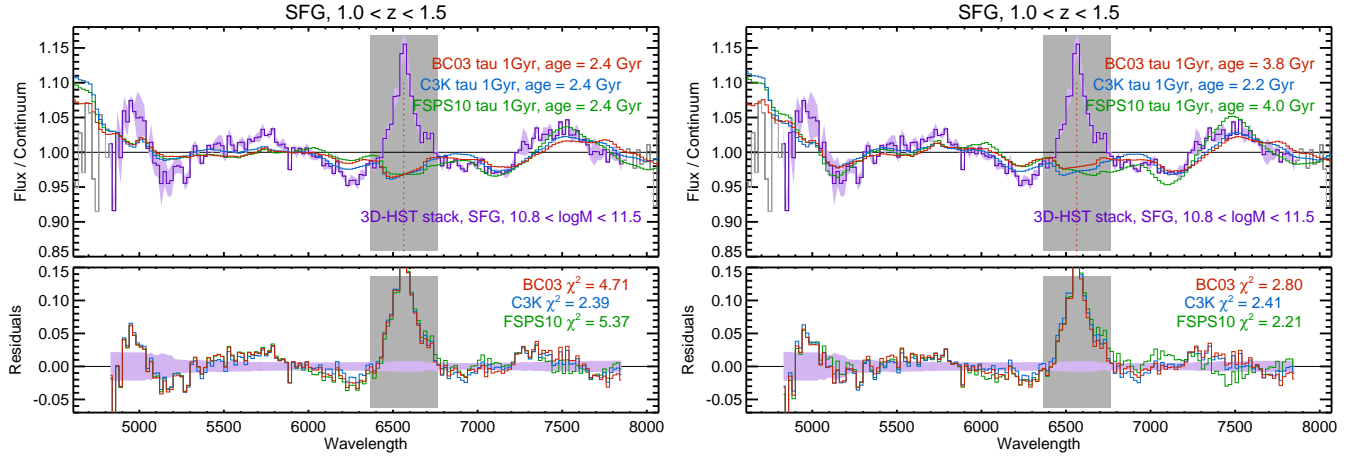 SFG, 1.0 < z < 1.5
BC03 tau 1Gyr, age = 2.4 Gyr
C3K tau 1Gyr, age = 2.4 Gyr
FSPS10 tau 1Gyr, age = 2.4 Gyr
3D-HST stack, SFG, 10.8 < logM < 11.5
Flux / Continuum
1.15
1.10
1.05
1.00
0.95
0.90
0.85
BC03 χ² = 4.71
C3K χ² = 2.39
FSPS10 χ² = 5.37
Residuals
0.15
0.10
0.05
0.00
-0.05
5000 5500 6000 6500 7000 7500 8000
Wavelength
SFG, 1.0 < z < 1.5
BC03 tau 1Gyr, age = 3.8 Gyr
C3K tau 1Gyr, age = 2.2 Gyr
FSPS10 tau 1Gyr, age = 4.0 Gyr
3D-HST stack, SFG, 10.8 < logM < 11.5
Flux / Continuum
1.15
1.10
1.05
1.00
0.95
0.90
0.85
BC03 χ² = 2.80
C3K χ² = 2.41
FSPS10 χ² = 2.21
Residuals
0.15
0.10
0.05
0.00
-0.05
5000 5500 6000 6500 7000 7500 8000
Wavelength